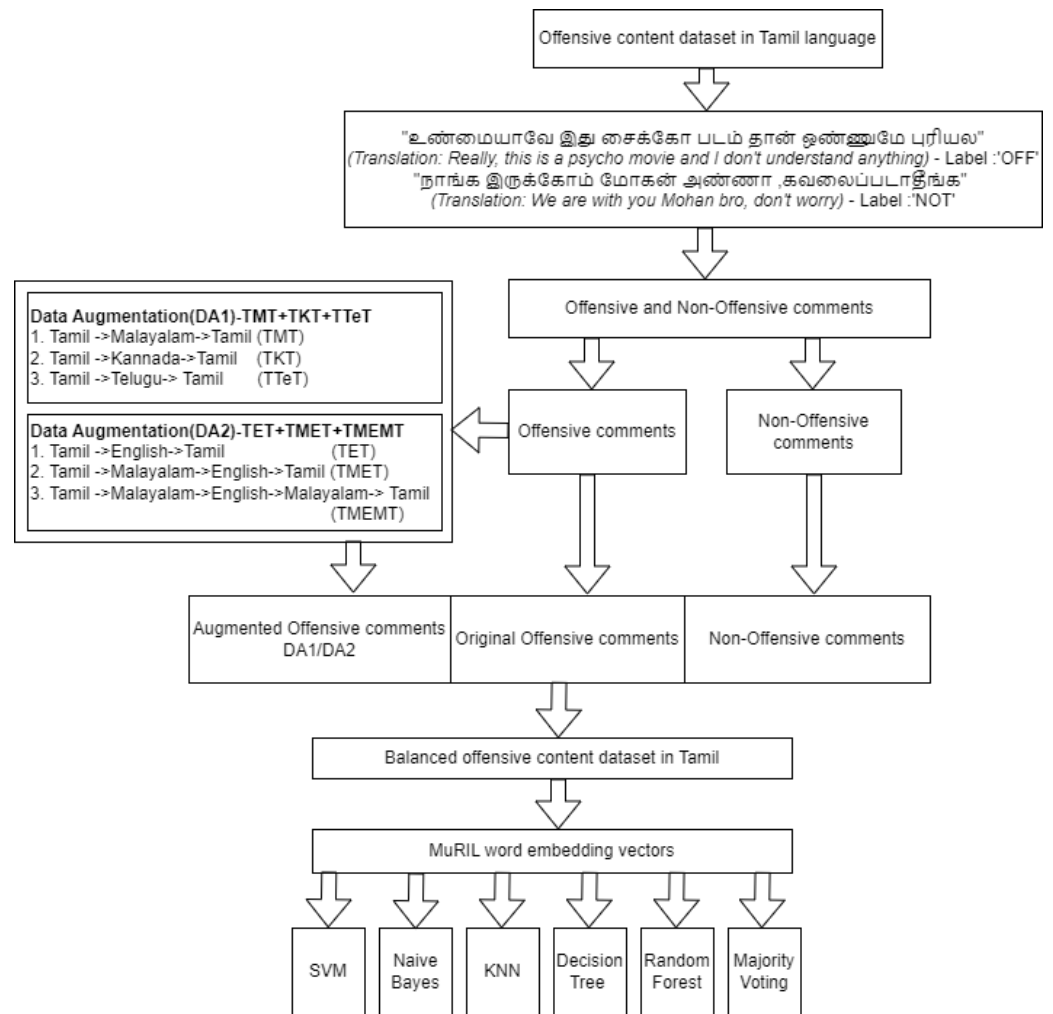 Offensive content dataset in Tamil language
"உண்மையாவே இது சைக்கோ படம் தான் ஒண்ணுமே புரியல"
(Translation: Really, this is a psycho movie and I don't understand anything) - Label :'OFF'
"நாங்க இருக்கோம் மோகன் அண்ணா ,கவலைப்படாதீங்க"
(Translation: We are with you Mohan bro, don't worry) - Label :'NOT'
Offensive and Non-Offensive comments
Data Augmentation(DA1)-TMT+TKT+TTeT
1. Tamil ->Malayalam->Tamil (TMT)
2. Tamil ->Kannada->Tamil (TKT)
3. Tamil ->Telugu-> Tamil (TTeT)
Data Augmentation(DA2)-TET+TMET+TMEMT
1. Tamil ->English->Tamil (TET)
2. Tamil ->Malayalam->English->Tamil (TMET)
3. Tamil ->Malayalam->English->Malayalam-> Tamil
(TMEMT)
Offensive comments
Non-Offensive
comments
Augmented Offensive comments
DA1/DA2
Original Offensive comments
Non-Offensive comments
Balanced offensive content dataset in Tamil
MuRIL word embedding vectors
SVM
Naive
Bayes
KNN
Decision
Tree
Random
Forest
Majority
Voting